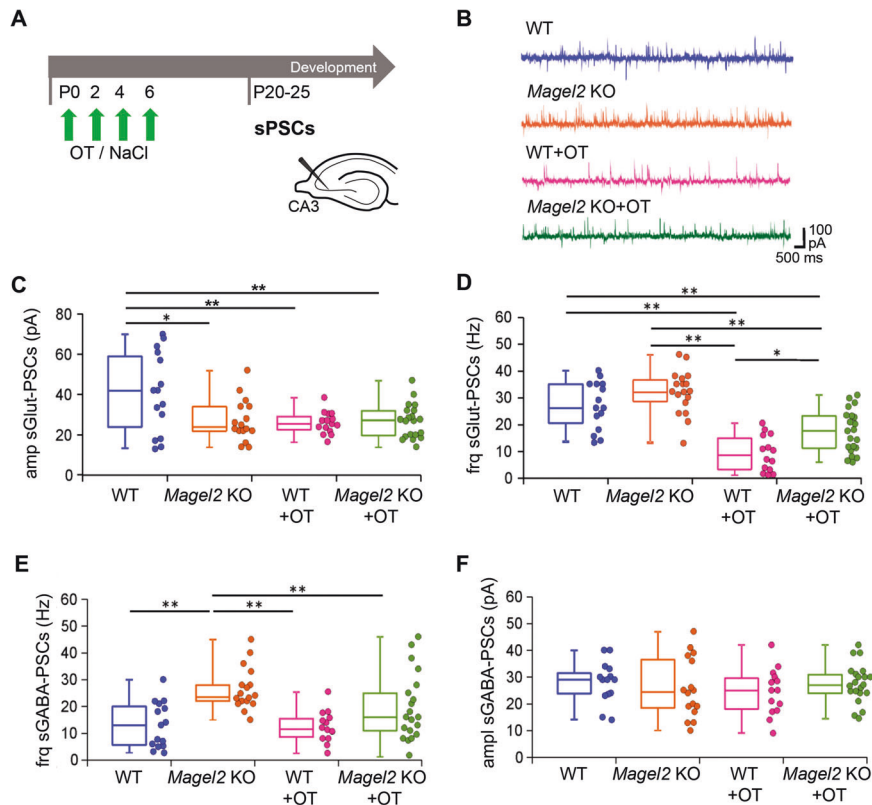 A
Development
P0 2 4 6 P20-25
OT / NaCl
sPSCs
CA3
B
WT
Magel2 KO
WT+OT
Magel2 KO+OT
100
pA
500 ms
C
amp sGlut-PSCs (pA)
80
60
40
20
0
**
**
*
WT Magel2 KO WT Magel2 KO
+OT +OT
D
frq sGlut-PSCs (Hz)
60
50
40
30
20
10
0
**
**
**
**
*
WT Magel2 KO WT Magel2 KO
+OT +OT
E
frq sGABA-PSCs (Hz)
60
50
40
30
20
10
0
**
** **
WT Magel2 KO WT Magel2 KO
+OT +OT
F
ampl sGABA-PSCs (pA)
60
50
40
30
20
10
0
WT Magel2 KO WT Magel2 KO
+OT +OT